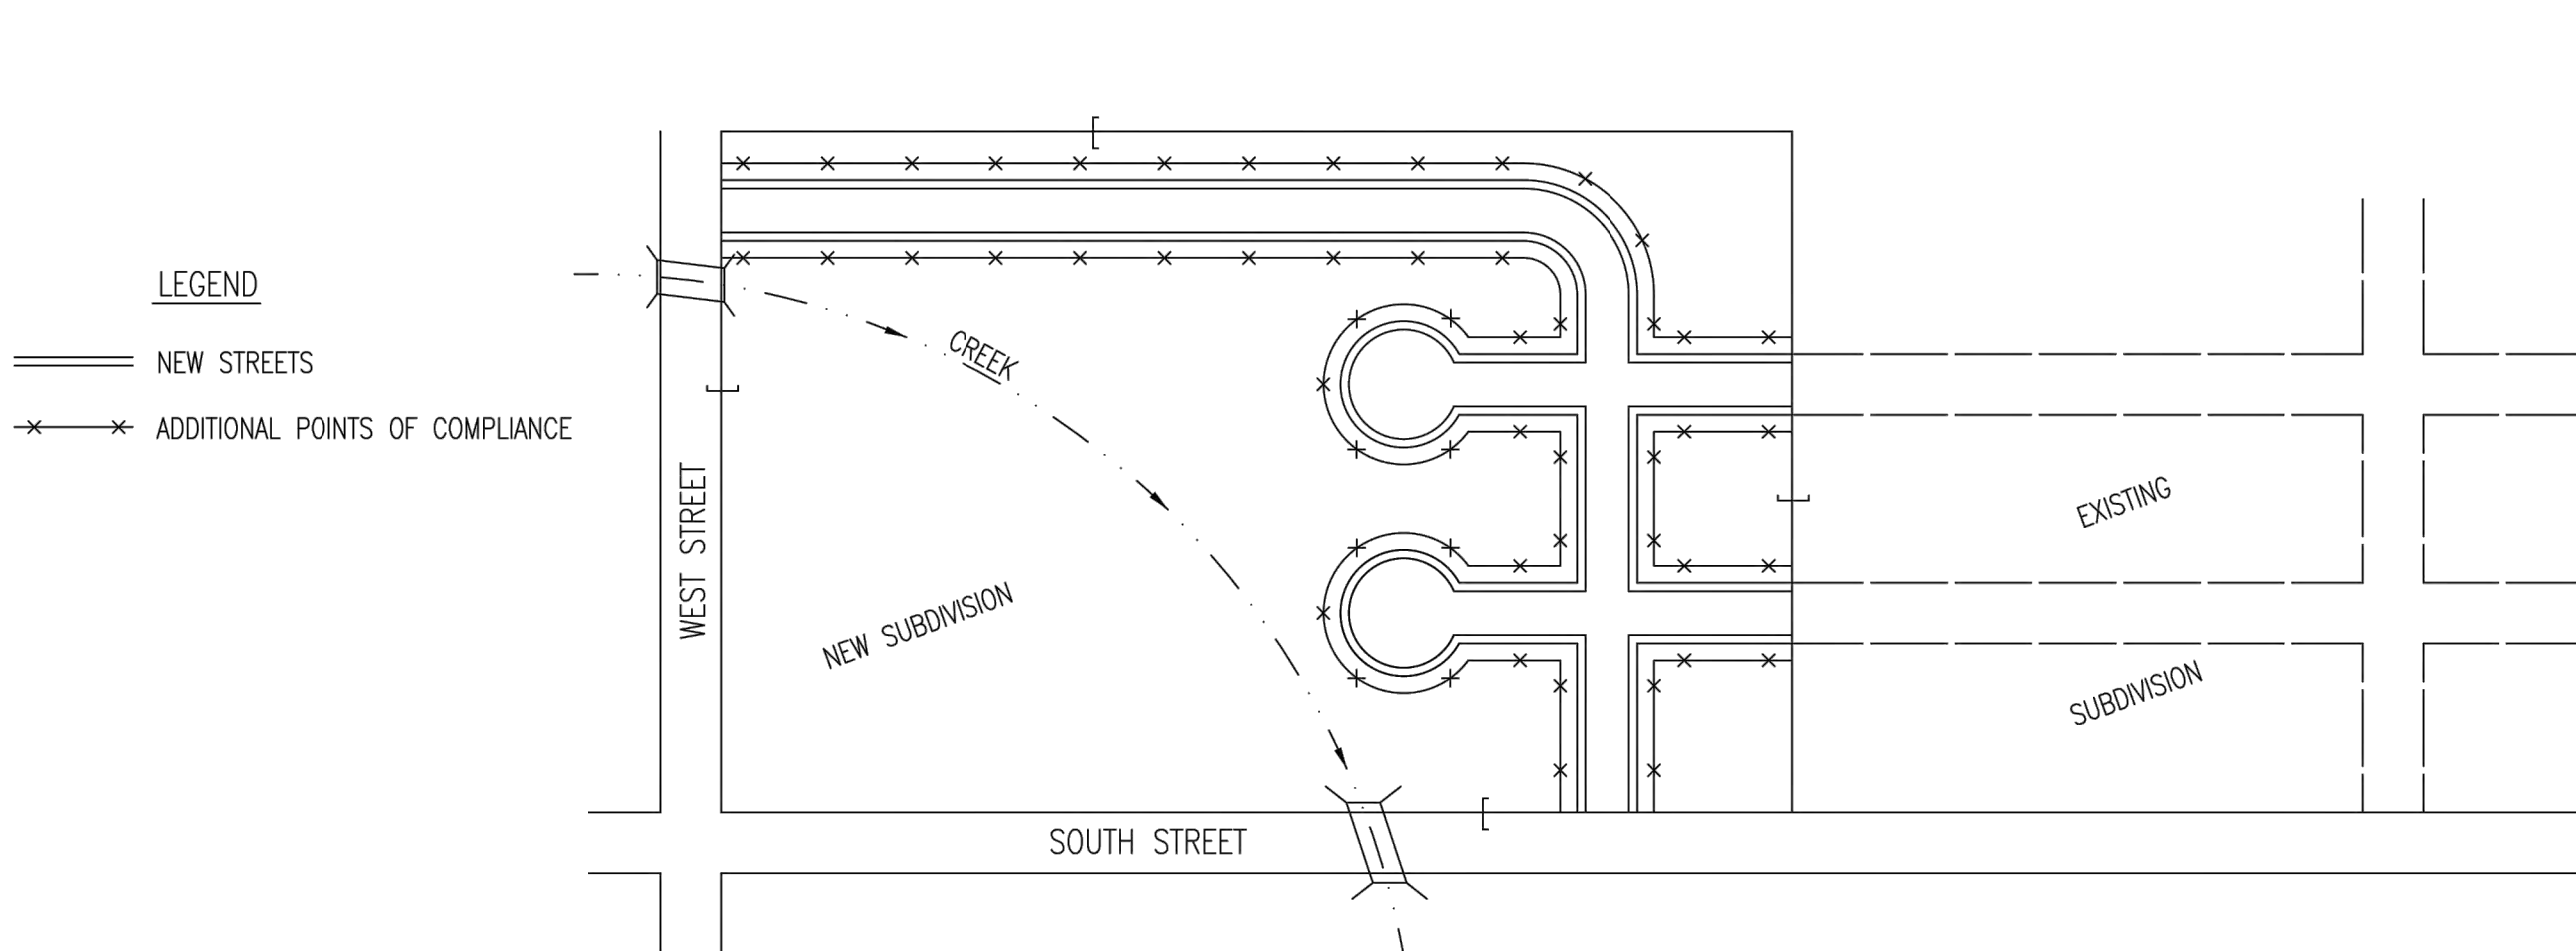 LEGEND
NEW STREETS
ADDITIONAL POINTS OF COMPLIANCE
CREEK
WEST STREET
NEW SUBDIVISION
EXISTING
SUBDIVISION
SOUTH STREET